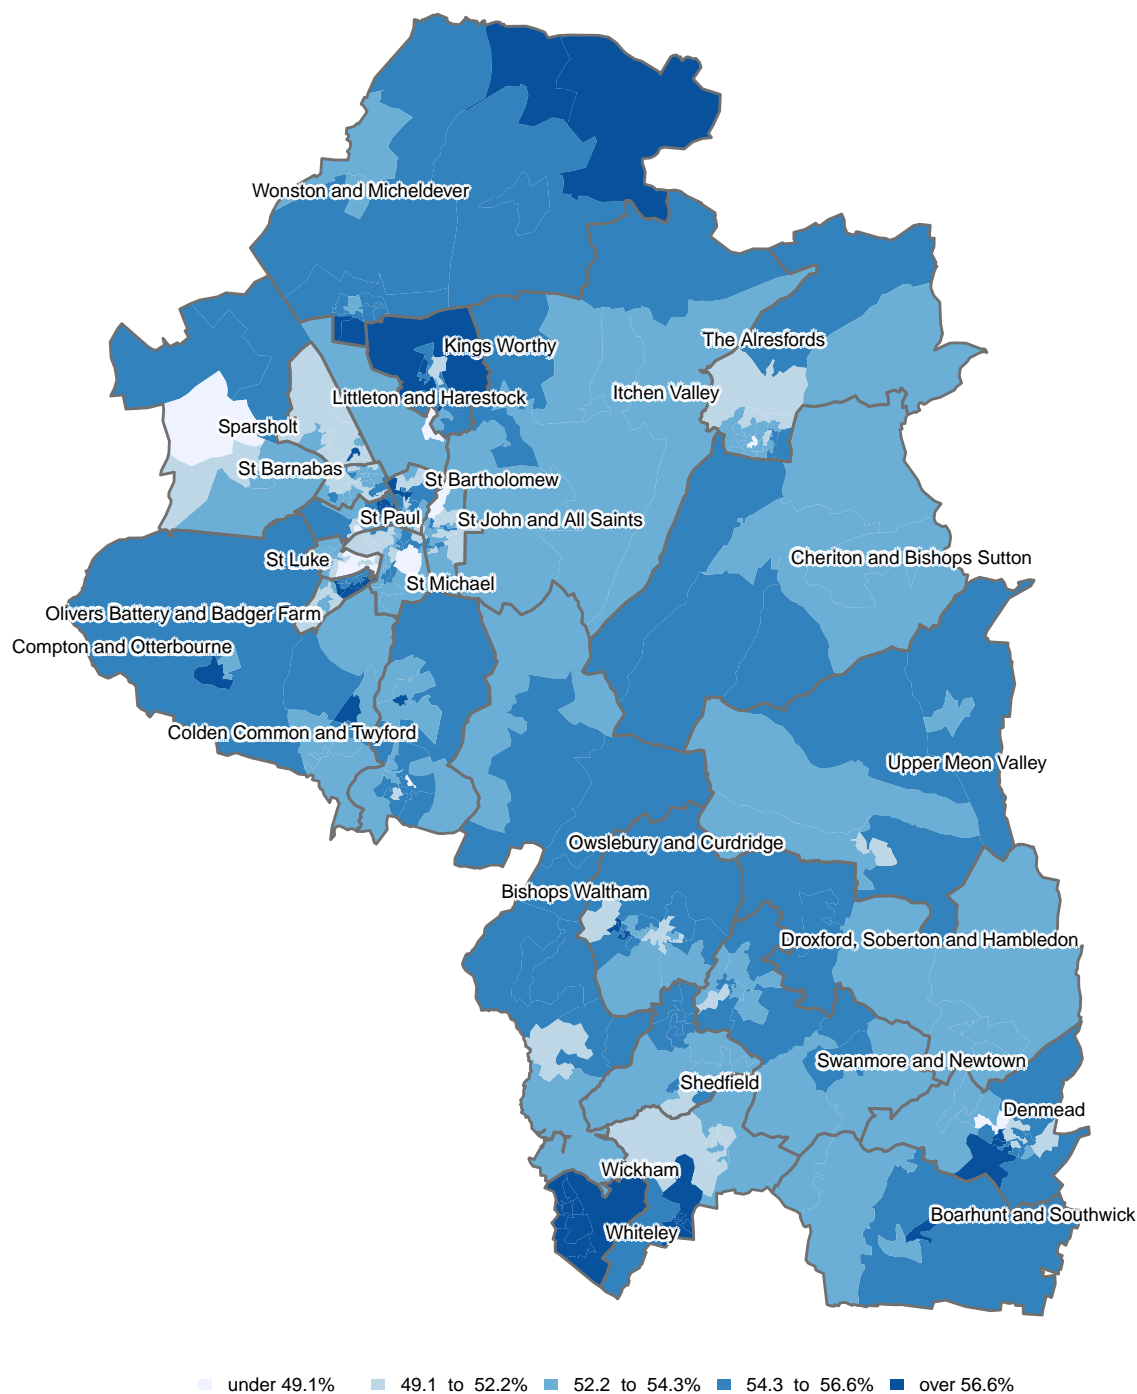 Wonston and Micheldever
The Alresfords
Kings Worthy
Itchen Valley
Littleton and Harestock
Sparsholt
St Barnabas
St Bartholomew
St Paul
St John and All Saints
Cheriton and Bishops Sutton
St Luke
St Michael
Olivers Battery and Badger Farm
Compton and Otterbourne
Colden Common and Twyford
Upper Meon Valley
Owslebury and Curdridge
Bishops Waltham
Droxford, Soberton and Hambledon
Swanmore and Newtown
Shedfield
Denmead
Wickham
Boarhunt and Southwick
Whiteley
under 49.1% 49.1 to 52.2% 52.2 to 54.3% 54.3 to 56.6% over 56.6%